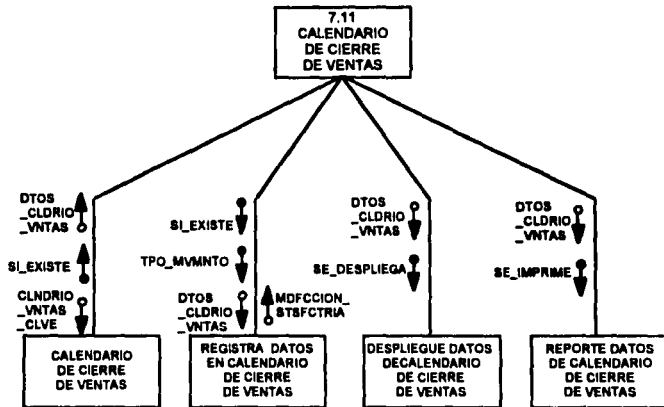 7.11
CALENDARIO
DE CIERRE
DE VENTAS
DTOS
_CLDRIO
_VNTAS
SI_EXISTE
CLNDRIO
_VNTAS
_CLVE
SI_EXISTE
TPO_MVMNTO
DTOS
_CLDRIO
_VNTAS
MDFCCION_
STSFCTRIA
DTOS
_CLDRIO
_VNTAS
SE_DESPLIEGA
DTOS
_CLDRIO
_VNTAS
SE_IMPRIME
CALENDARIO
DE CIERRE
DE VENTAS
REGISTRA DATOS
EN CALENDARIO
DE CIERRE
DE VENTAS
DESPLIEGUE DATOS
DECALENDARIO
DE CIERRE
DE VENTAS
REPORTE DATOS
DE CALENDARIO
DE CIERRE
DE VENTAS